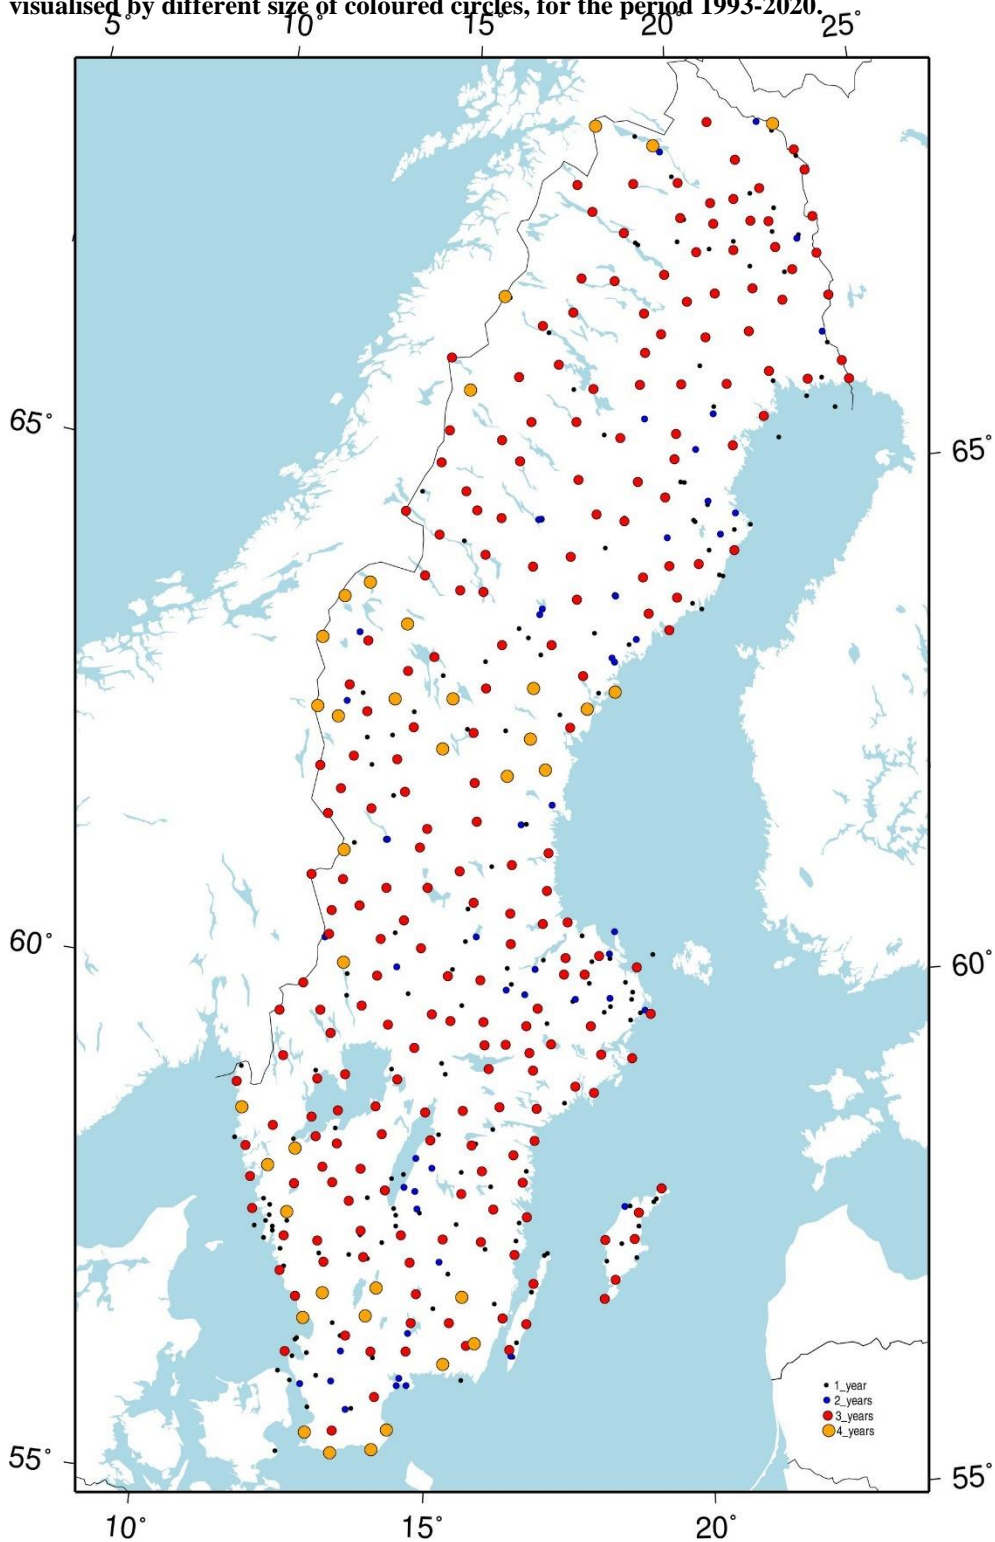 visualised by different size of coloured circles, for the period 1993-2020.
5° 10° 15° 20° 25°
65° 65°
60° 60°
1_year
2_years
3_years
4_years
55° 55°
10° 15° 20°